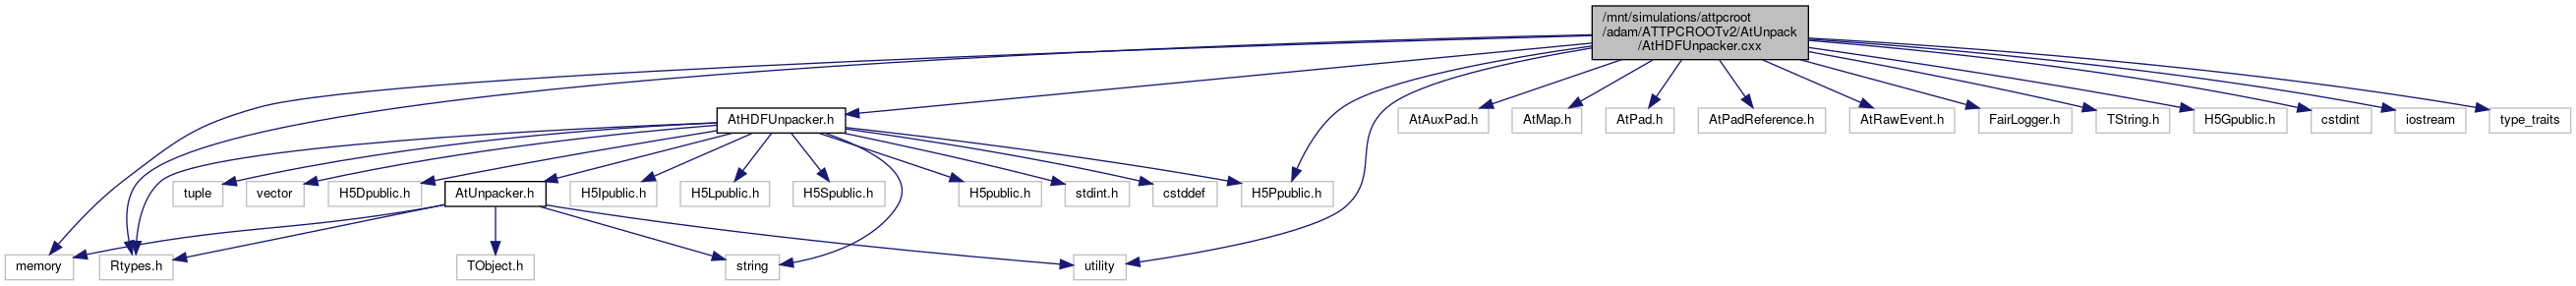 /mnt/simulations/attpcroot
/adam/ATTPCROOTv2/AtUnpack
/AtHDFUnpacker.cxx
AtHDFUnpacker.h
AtAuxPad.h
AtMap.h
AtPad.h
AtPadReference.h
AtRawEvent.h
FairLogger.h
TString.h
H5Gpublic.h
cstdint
iostream
type_traits
tuple
vector
H5Dpublic.h
AtUnpacker.h
H5Ipublic.h
H5Lpublic.h
H5Spublic.h
H5public.h
stdint.h
cstddef
H5Ppublic.h
memory
Rtypes.h
TObject.h
string
utility